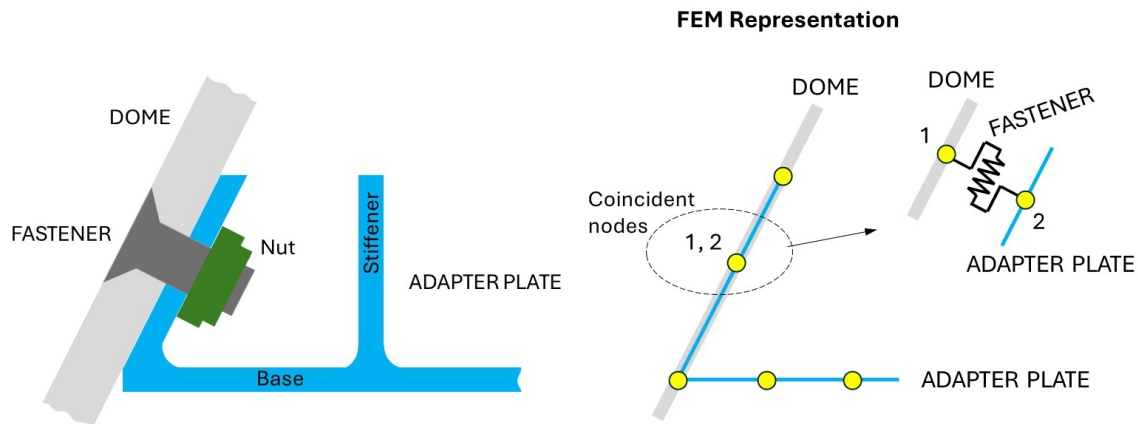 FEM Representation
DOME
FASTENER
Nut
Stiffener
ADAPTER PLATE
Base
DOME
Coincident
nodes
1, 2
ADAPTER PLATE
DOME
FASTENER
1
2
ADAPTER PLATE